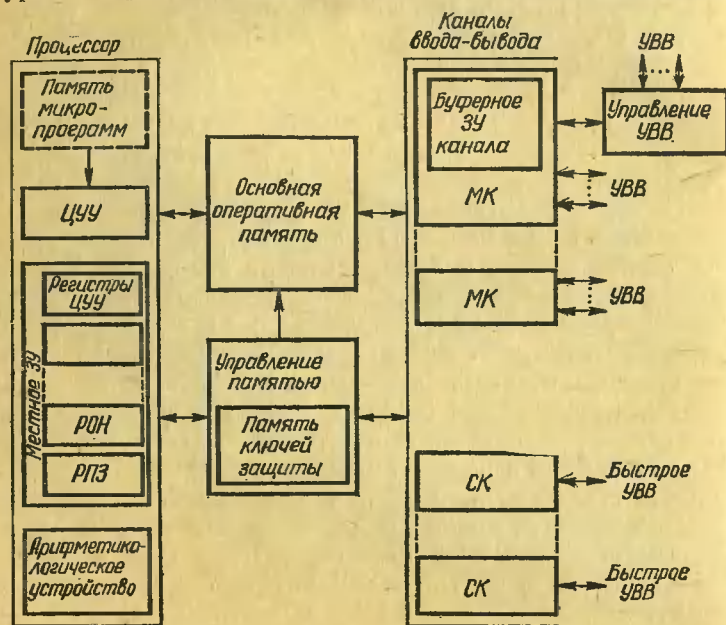 Процессор
Память
микро-
программ
ЦУУ
Местное ЗУ
Регистры
ЦУУ
РОН
РПЗ
Арифметико-
логическое
устройство
Основная
оперативная
память
Управление
памятью
Память
ключей
защиты
Каналы
ввода-вывода
Буферное
ЗУ
канала
МК
МК
СК
СК
УВВ
Управление
УВВ.
УВВ
УВВ
Быстрое
УВВ
Быстрое
УВВ